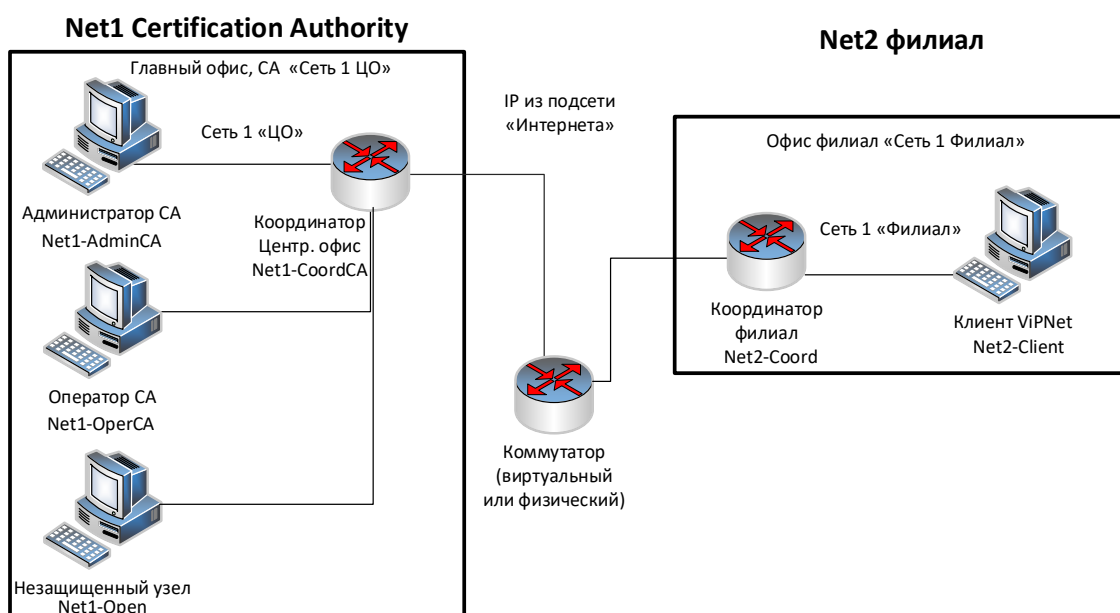 Net1 Certification Authority
Главный офис, CA «Сеть 1 ЦО»
Сеть 1 «ЦО»
Администратор CA
Net1-AdminCA
Координатор
Центр. офис
Net1-CoordCA
Оператор CA
Net1-OperCA
Незащищенный узел
Net1-Open
IP из подсети
«Интернета»
Коммутатор
(виртуальный
или физический)
Net2 филиал
Офис филиал «Сеть 1 Филиал»
Сеть 1 «Филиал»
Координатор
филиал
Net2-Coord
Клиент ViPNet
Net2-Client